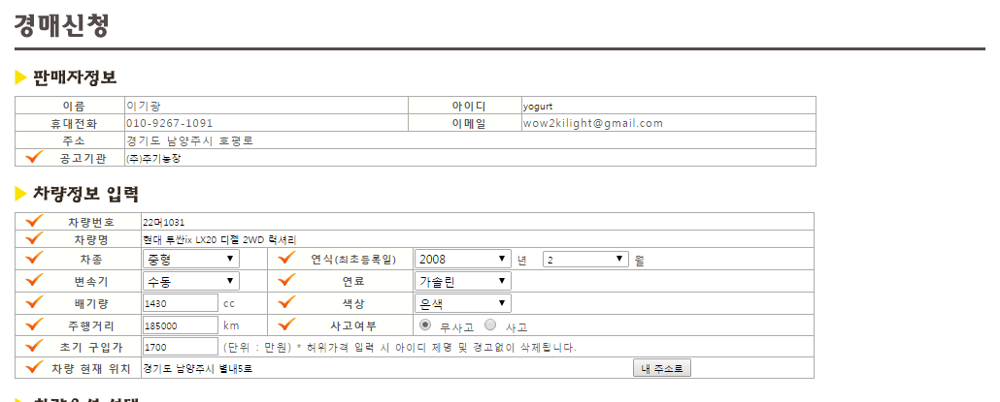 경매신청
판매자정보
이름 이기광 아이디 yogurt
휴대전화 010-9267-1091 이메일 wow2kilight@gmail.com
주소 경기도 남양주시 호평로
공고기관 (주)주기농장
차량정보 입력
차량번호 22머1031
차량명 현대 투싼ix LX20 디젤 2WD 럭셔리
차종 중형 연식(최초등록일) 2008 년 2 월
변속기 수동 연료 가솔린
배기량 1430 cc 색상 은색
주행거리 185000 km 사고여부 무사고 사고
초기 구입가 1700 (단위 : 만원) * 허위가격 입력 시 아이디 제명 및 경고없이 삭제됩니다.
차량 현재 위치 경기도 남양주시 별내5로 내 주소로